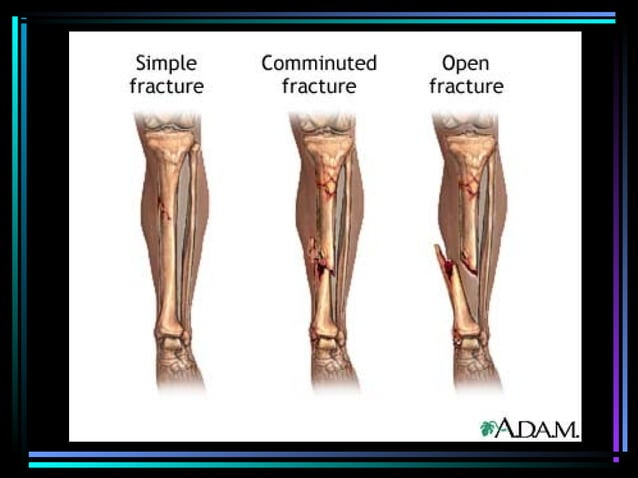 Simple
fracture
Comminuted
fracture
Open
fracture
A.D.A.M.